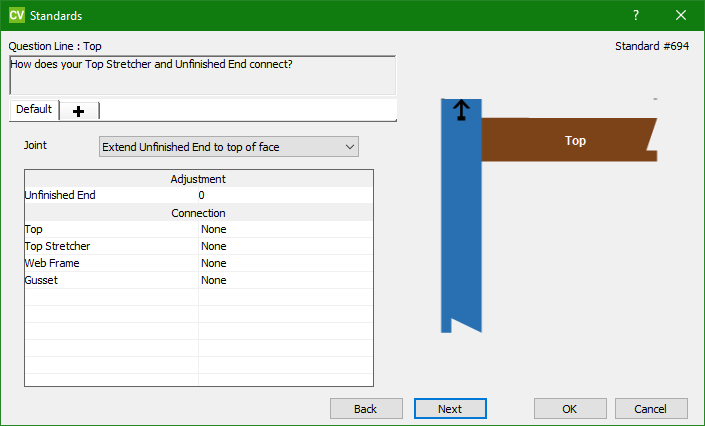 CV Standards ?
Question Line : Top Standard #694
How does your Top Stretcher and Unfinished End connect?
Default
Joint Extend Unfinished End to top of face
Top
Adjustment
Unfinished End 0
Connection
Top None
Top Stretcher None
Web Frame None
Gusset None
Back Next OK Cancel